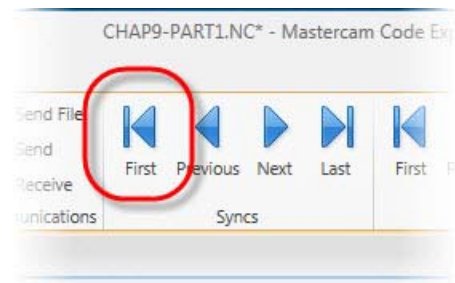 CHAP9-PART1.NC* - Mastercam Code Ex
Send File
Send
Receive
First Previous Next Last First
unications Syncs